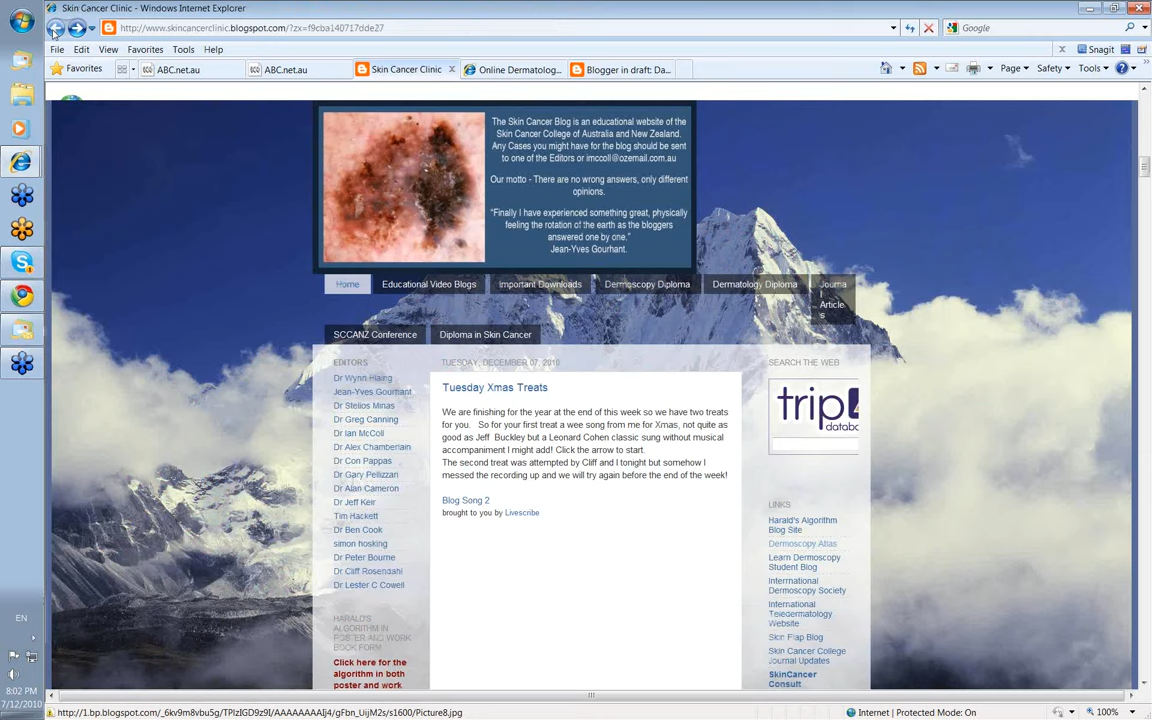 Skin Cancer Clinic - Windows Internet Explorer
http://www.skincancerclinic.blogspot.com/?zx=f9cba140717dde27
Google
File Edit View Favorites Tools Help
Snagit
Favorites
ABC.net.au
ABC.net.au
Skin Cancer Clinic
Online Dermatolog...
Blogger in draft: Da...
Page
Safety
Tools
The Skin Cancer Blog is an educational website of the
Skin Cancer College of Australia and New Zealand.
Any Cases you might have for the blog should be sent
to one of the Editors or imccoll@ozemail.com.au
Our motto - There are no wrong answers, only different
opinions.
"Finally I have experienced something great, physically
feeling the rotation of the earth as the bloggers
answered one by one."
Jean-Yves Gourhant.
Home
Educational Video Blogs
Important Downloads
Dermoscopy Diploma
Dermatology Diploma
Journa
l
Article
s
SCCANZ Conference
Diploma in Skin Cancer
EDITORS
Dr Wynn Hlaing
Jean-Yves Gourhant
Dr Stelios Minas
Dr Greg Canning
Dr Ian McColl
Dr Alex Chamberlain
Dr Con Pappas
Dr Gary Pellizzari
Dr Alan Cameron
Dr Jeff Keir
Tim Hackett
Dr Ben Cook
simon hosking
Dr Peter Bourne
Dr Cliff Rosendahl
Dr Lester C Cowell
HARALD'S
ALGORITHM IN
POSTER AND WORK
BOOK FORM
Click here for the
algorithm in both
poster and work
TUESDAY, DECEMBER 07, 2010
Tuesday Xmas Treats
We are finishing for the year at the end of this week so we have two treats
for you. So for your first treat a wee song from me for Xmas, not quite as
good as Jeff Buckley but a Leonard Cohen classic sung without musical
accompaniment I might add! Click the arrow to start.
The second treat was attempted by Cliff and I tonight but somehow I
messed the recording up and we will try again before the end of the week!
Blog Song 2
brought to you by Livescribe
SEARCH THE WEB
trip
databa
LINKS
Harald's Algorithm
Blog Site
Dermoscopy Atlas
Learn Dermoscopy
Student Blog
International
Dermoscopy Society
International
Teledermatology
Website
Skin Flap Blog
Skin Cancer College
Journal Updates
SkinCancer
Consult
EN
8:02 PM
7/12/2010
http://1.bp.blogspot.com/_6kv9m8vbu5g/TPlzIGD9z9I/AAAAAAAAIj4/gFbn_UijM2s/s1600/Picture8.jpg
Internet | Protected Mode: On
100%